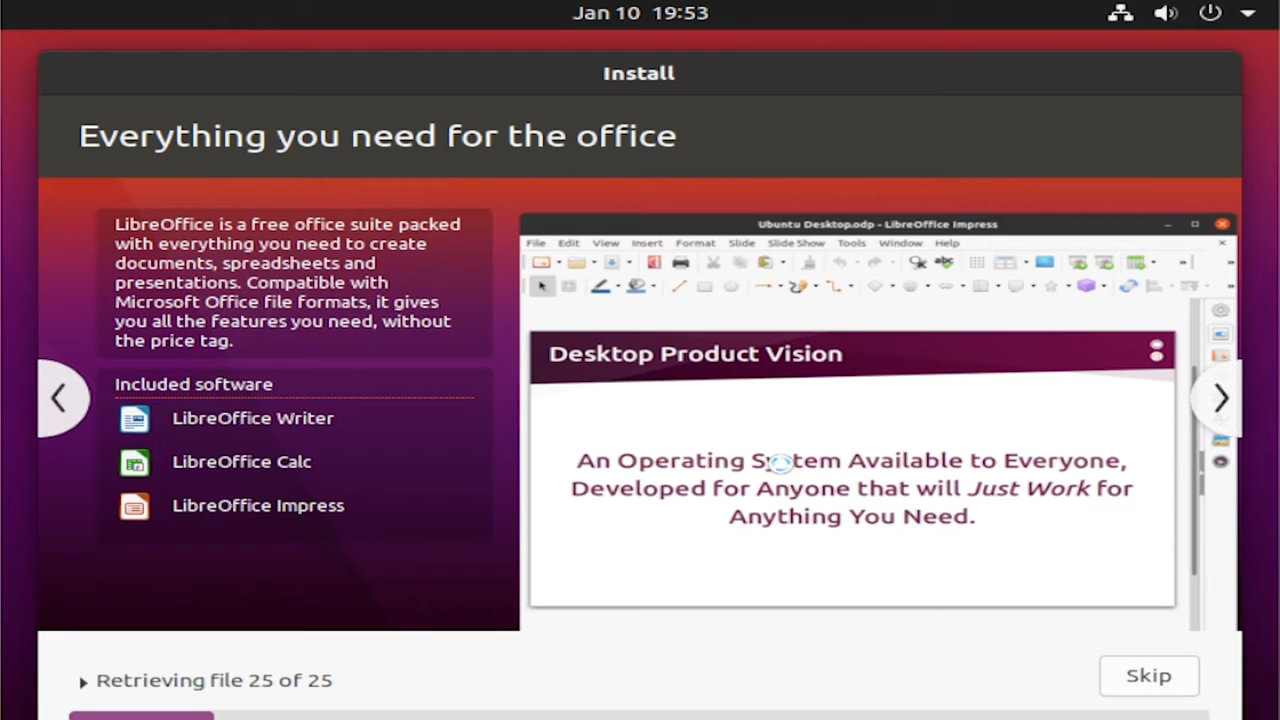 Jan 10 19:53
Install
Everything you need for the office
LibreOffice is a free office suite packed
with everything you need to create
documents, spreadsheets and
presentations. Compatible with
Microsoft Office file formats, it gives
you all the features you need, without
the price tag.
Included software
LibreOffice Writer
LibreOffice Calc
LibreOffice Impress
Ubuntu Desktop.odp - LibreOffice Impress
File Edit View Insert Format Slide Slide Show Tools Window Help
Desktop Product Vision
An Operating System Available to Everyone,
Developed for Anyone that will Just Work for
Anything You Need.
Retrieving file 25 of 25
Skip